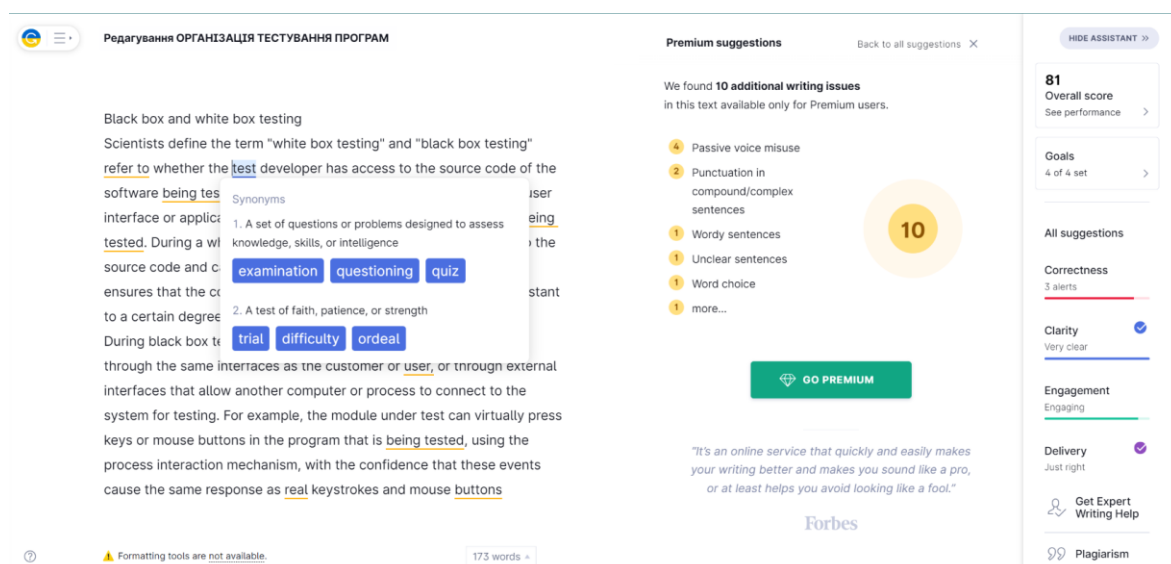 Редагування ОРГАНІЗАЦІЯ ТЕСТУВАННЯ ПРОГРАМ
Black box and white box testing
Scientists define the term "white box testing" and "black box testing"
refer to whether the test developer has access to the source code of the
software being tes
user
interface or applica
eing
tested. During a wh
the
source code and c
ensures that the co
stant
to a certain degree
During black box te
through the same interfaces as the customer or user, or through external
interfaces that allow another computer or process to connect to the
system for testing. For example, the module under test can virtually press
keys or mouse buttons in the program that is being tested, using the
process interaction mechanism, with the confidence that these events
cause the same response as real keystrokes and mouse buttons
Synonyms
1. A set of questions or problems designed to assess
knowledge, skills, or intelligence
examination questioning quiz
2. A test of faith, patience, or strength
trial difficulty ordeal
Formatting tools are not available.
173 words
Premium suggestions
Back to all suggestions
We found 10 additional writing issues
in this text available only for Premium users.
4 Passive voice misuse
2 Punctuation in
compound/complex
sentences
1 Wordy sentences
1 Unclear sentences
1 Word choice
1 more...
10
GO PREMIUM
"It's an online service that quickly and easily makes
your writing better and makes you sound like a pro,
or at least helps you avoid looking like a fool."
Forbes
HIDE ASSISTANT
81
Overall score
See performance
Goals
4 of 4 set
All suggestions
Correctness
3 alerts
Clarity
Very clear
Engagement
Engaging
Delivery
Just right
Get Expert
Writing Help
Plagiarism